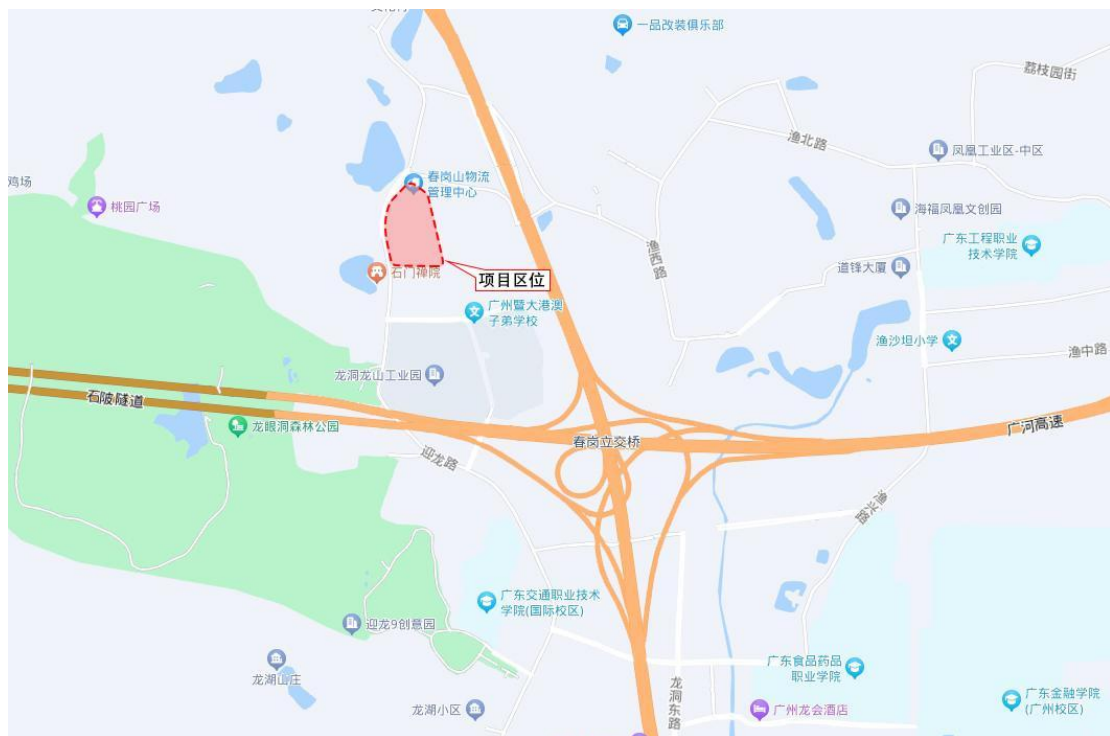 一品改装俱乐部
荔枝园街
渔北路
凤凰工业区-中区
春岗山物流
管理中心
鸡场
桃园广场
海福凤凰文创园
广东工程职业
技术学院
渔西路
道锋大厦
石门禅院
项目区位
广州暨大港澳
子弟学校
渔沙坦小学
渔中路
龙洞龙山工业园
石陂隧道
龙眼洞森林公园
春岗立交桥
广河高速
迎龙路
渔兴路
广东交通职业技术
学院(国际校区)
迎龙9创意园
龙湖山庄
广东食品药品
职业学院
龙洞东路
龙湖小区
广州龙会酒店
广东金融学院
(广州校区)